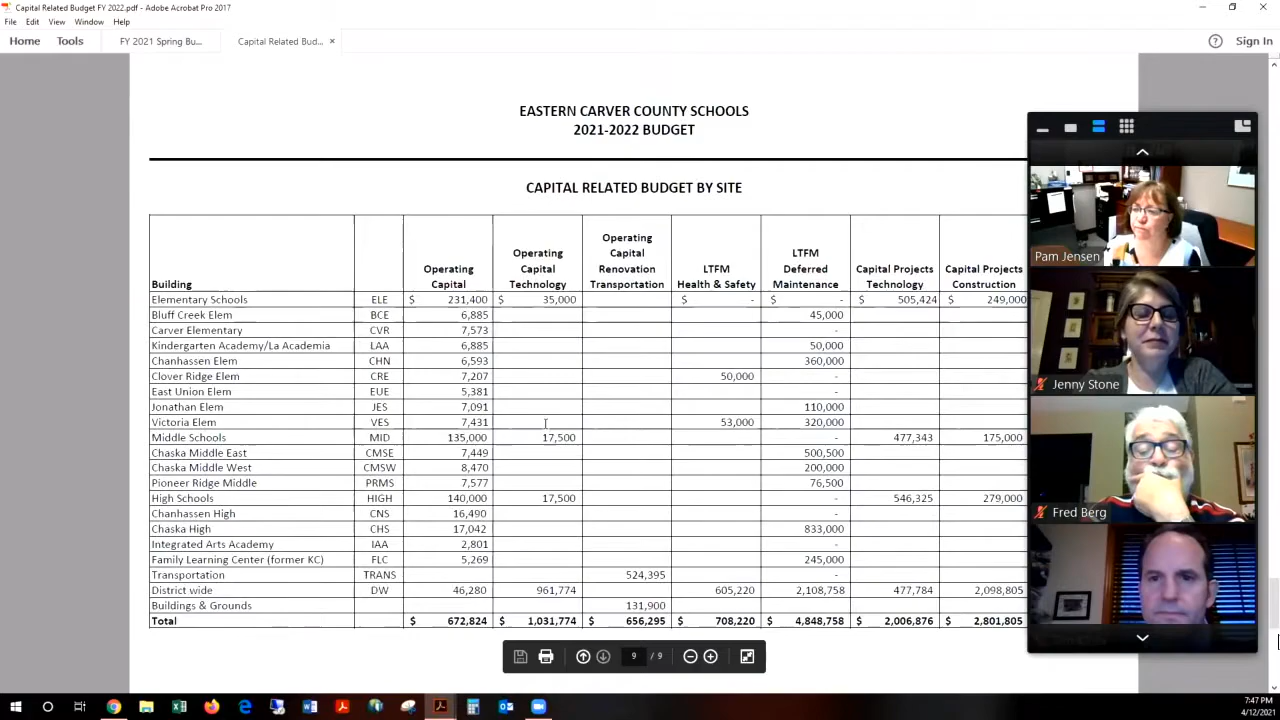 Capital Related Budget FY 2022.pdf - Adobe Acrobat Pro 2017
File Edit View Window Help
Home Tools FY 2021 Spring Bu... Capital Related Bud... × Sign In
EASTERN CARVER COUNTY SCHOOLS
2021-2022 BUDGET
CAPITAL RELATED BUDGET BY SITE
Building
Operating Capital
Operating Capital Technology
Operating Capital Renovation Transportation
LTFM Health & Safety
LTFM Deferred Maintenance
Capital Projects Technology
Capital Projects Construction
Elementary Schools ELE $ 231,400 $ 35,000 $ - $ - $ 505,424 $ 249,000
Bluff Creek Elem BCE 6,885 45,000
Carver Elementary CVR 7,573 -
Kindergarten Academy/La Academia LAA 6,885 50,000
Chanhassen Elem CHN 6,593 360,000
Clover Ridge Elem CRE 7,207 50,000 -
East Union Elem EUE 5,381 -
Jonathan Elem JES 7,091 110,000
Victoria Elem VES 7,431 53,000 320,000
Middle Schools MID 135,000 17,500 - 477,343 175,000
Chaska Middle East CMSE 7,449 500,500
Chaska Middle West CMSW 8,470 200,000
Pioneer Ridge Middle PRMS 7,577 76,500
High Schools HIGH 140,000 17,500 - 546,325 279,000
Chanhassen High CNS 16,490
Chaska High CHS 17,042 833,000
Integrated Arts Academy IAA 2,801 -
Family Learning Center (former KC) FLC 5,269 245,000
Transportation TRANS 524,395 -
District wide DW 46,280 961,774 605,220 2,108,758 477,784 2,098,805
Buildings & Grounds 131,900
Total $ 672,824 $ 1,031,774 $ 656,295 $ 708,220 $ 4,848,758 $ 2,006,876 $ 2,801,805
9 / 9
Pam Jensen
Jenny Stone
Fred Berg
7:47 PM
4/12/2021